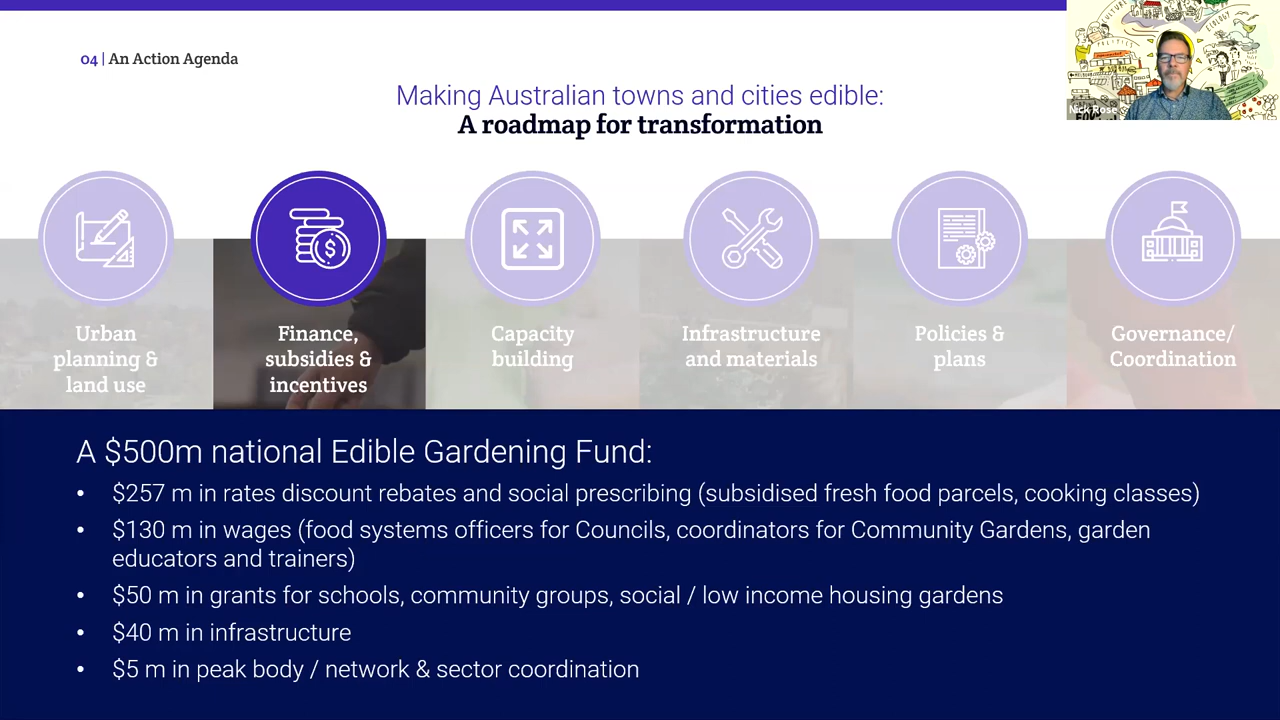 04 | An Action Agenda
Making Australian towns and cities edible:
A roadmap for transformation
CULTURE
ECOLOGY
POLITICS
Nick Rose
$
Urban
planning &
land use
Finance,
subsidies &
incentives
Capacity
building
Infrastructure
and materials
Policies &
plans
Governance/
Coordination
A $500m national Edible Gardening Fund:
• $257 m in rates discount rebates and social prescribing (subsidised fresh food parcels, cooking classes)
• $130 m in wages (food systems officers for Councils, coordinators for Community Gardens, garden
educators and trainers)
• $50 m in grants for schools, community groups, social / low income housing gardens
• $40 m in infrastructure
• $5 m in peak body / network & sector coordination